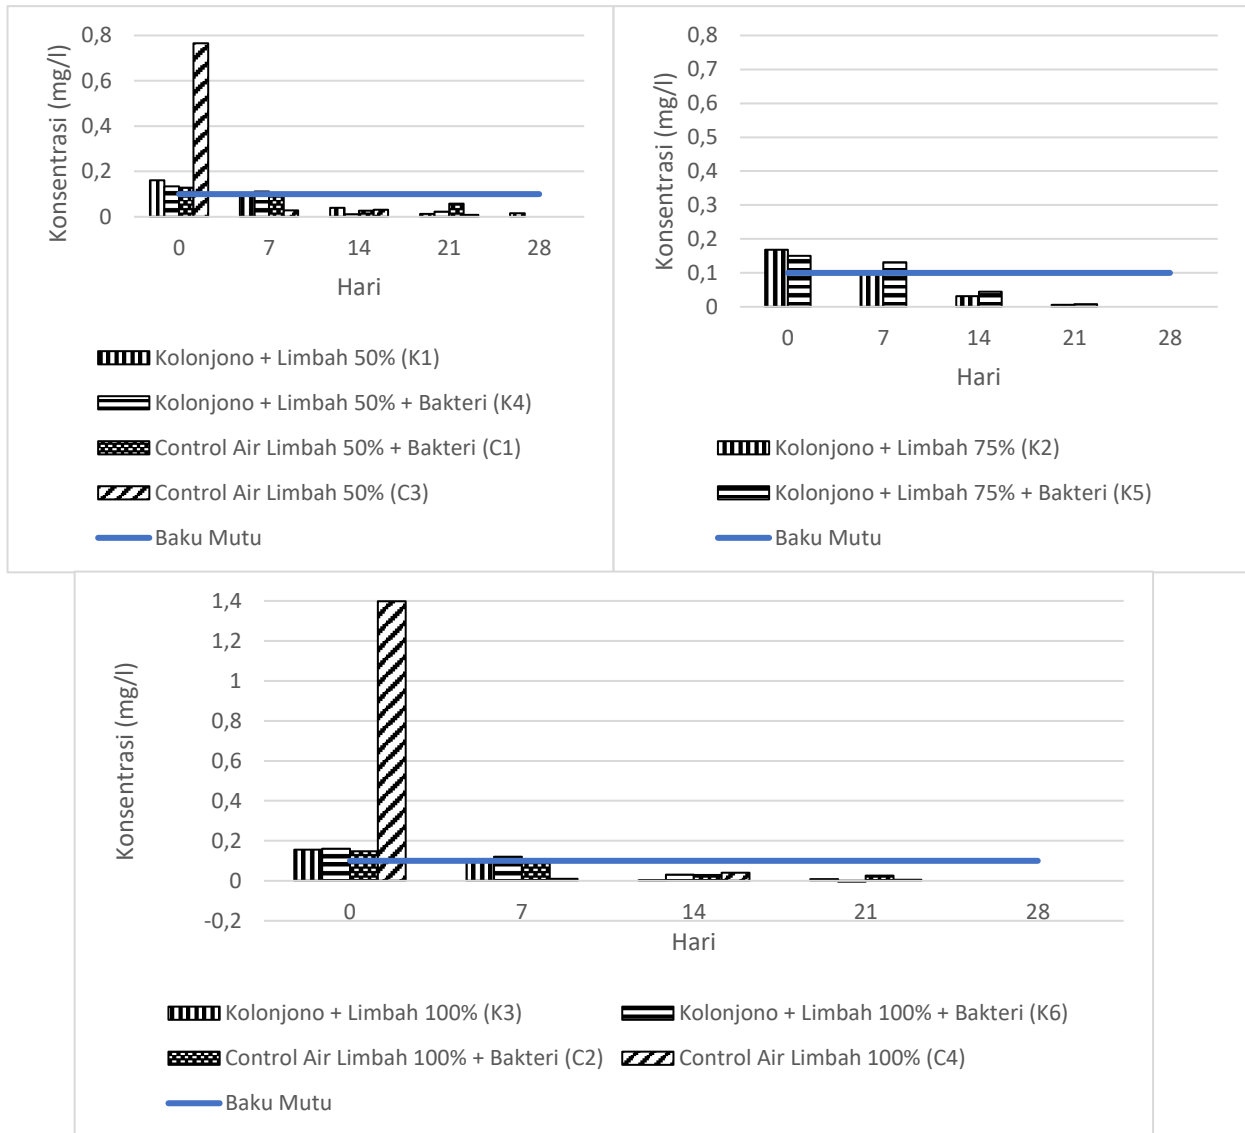 0,8
0,6
0,4
0,2
0
Konsentrasi (mg/l)
0 7 14 21 28
Hari
Kolonjono + Limbah 50% (K1)
Kolonjono + Limbah 50% + Bakteri (K4)
Control Air Limbah 50% + Bakteri (C1)
Control Air Limbah 50% (C3)
Baku Mutu
0,8
0,7
0,6
0,5
0,4
0,3
0,2
0,1
0
Konsentrasi (mg/l)
0 7 14 21 28
Hari
Kolonjono + Limbah 75% (K2)
Kolonjono + Limbah 75% + Bakteri (K5)
Baku Mutu
1,4
1,2
1
0,8
0,6
0,4
0,2
0
-0,2
Konsentrasi (mg/l)
0 7 14 21 28
Hari
Kolonjono + Limbah 100% (K3) Kolonjono + Limbah 100% + Bakteri (K6)
Control Air Limbah 100% + Bakteri (C2) Control Air Limbah 100% (C4)
Baku Mutu